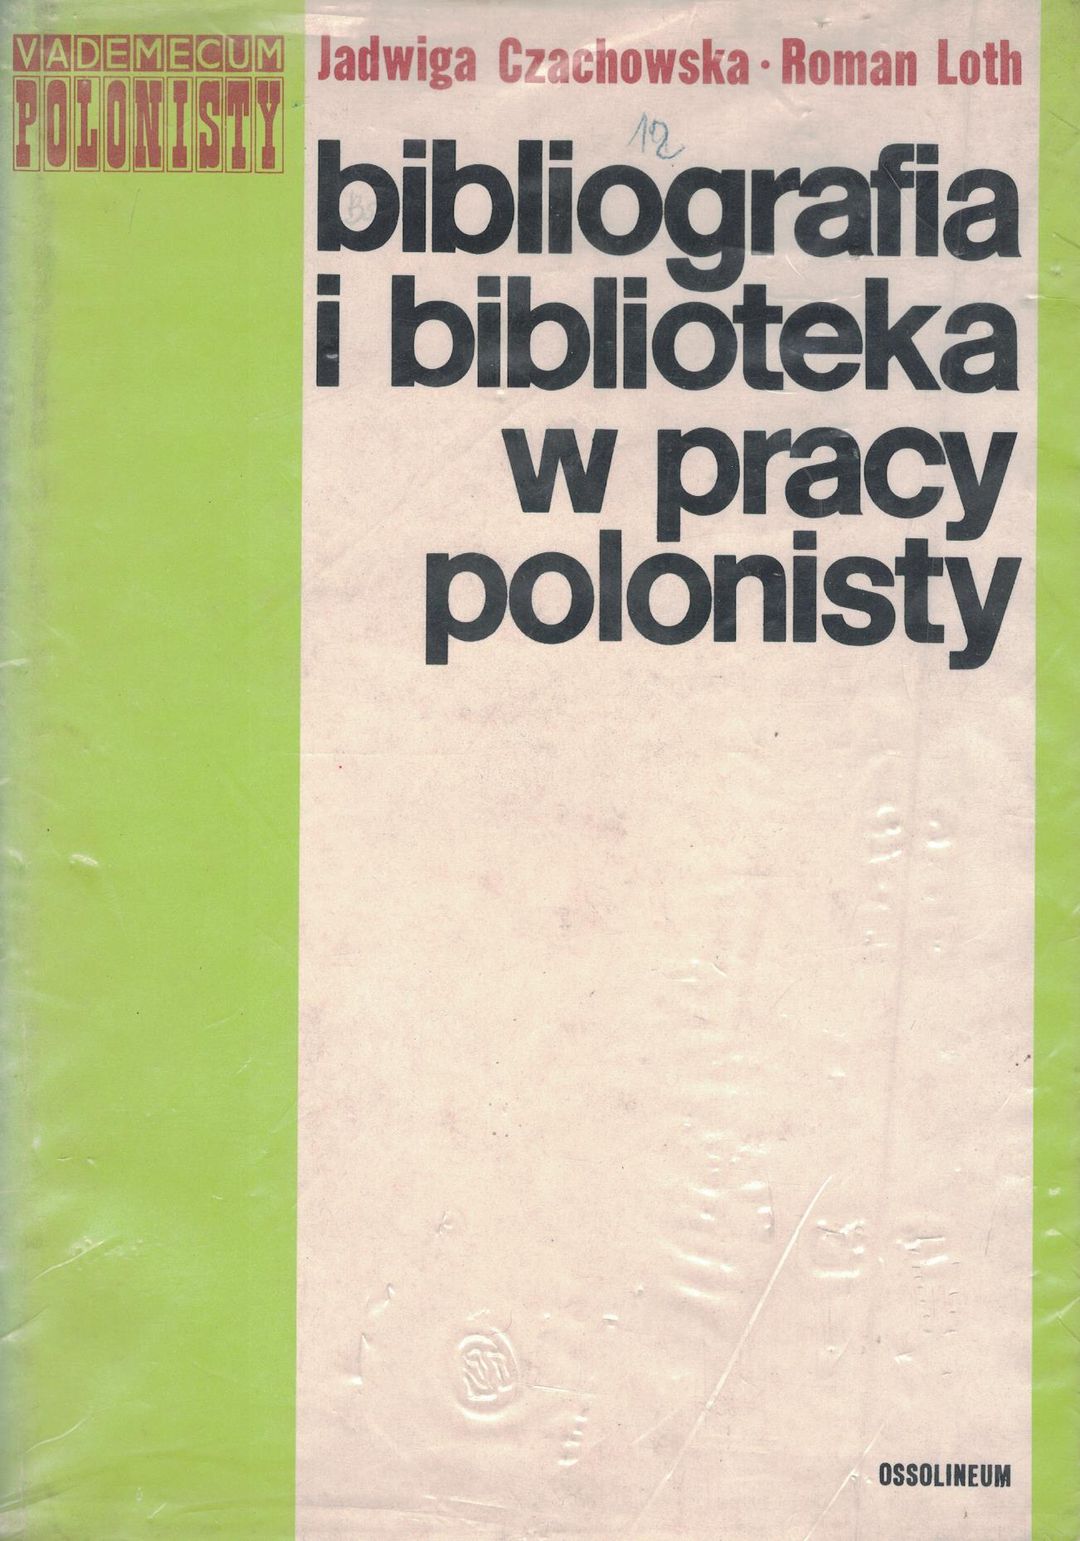 VADEMECUM
POLONISTY
Jadwiga Czachowska · Roman Loth
12
bibliografia
i biblioteka
w pracy
polonisty
OSSOLINEUM